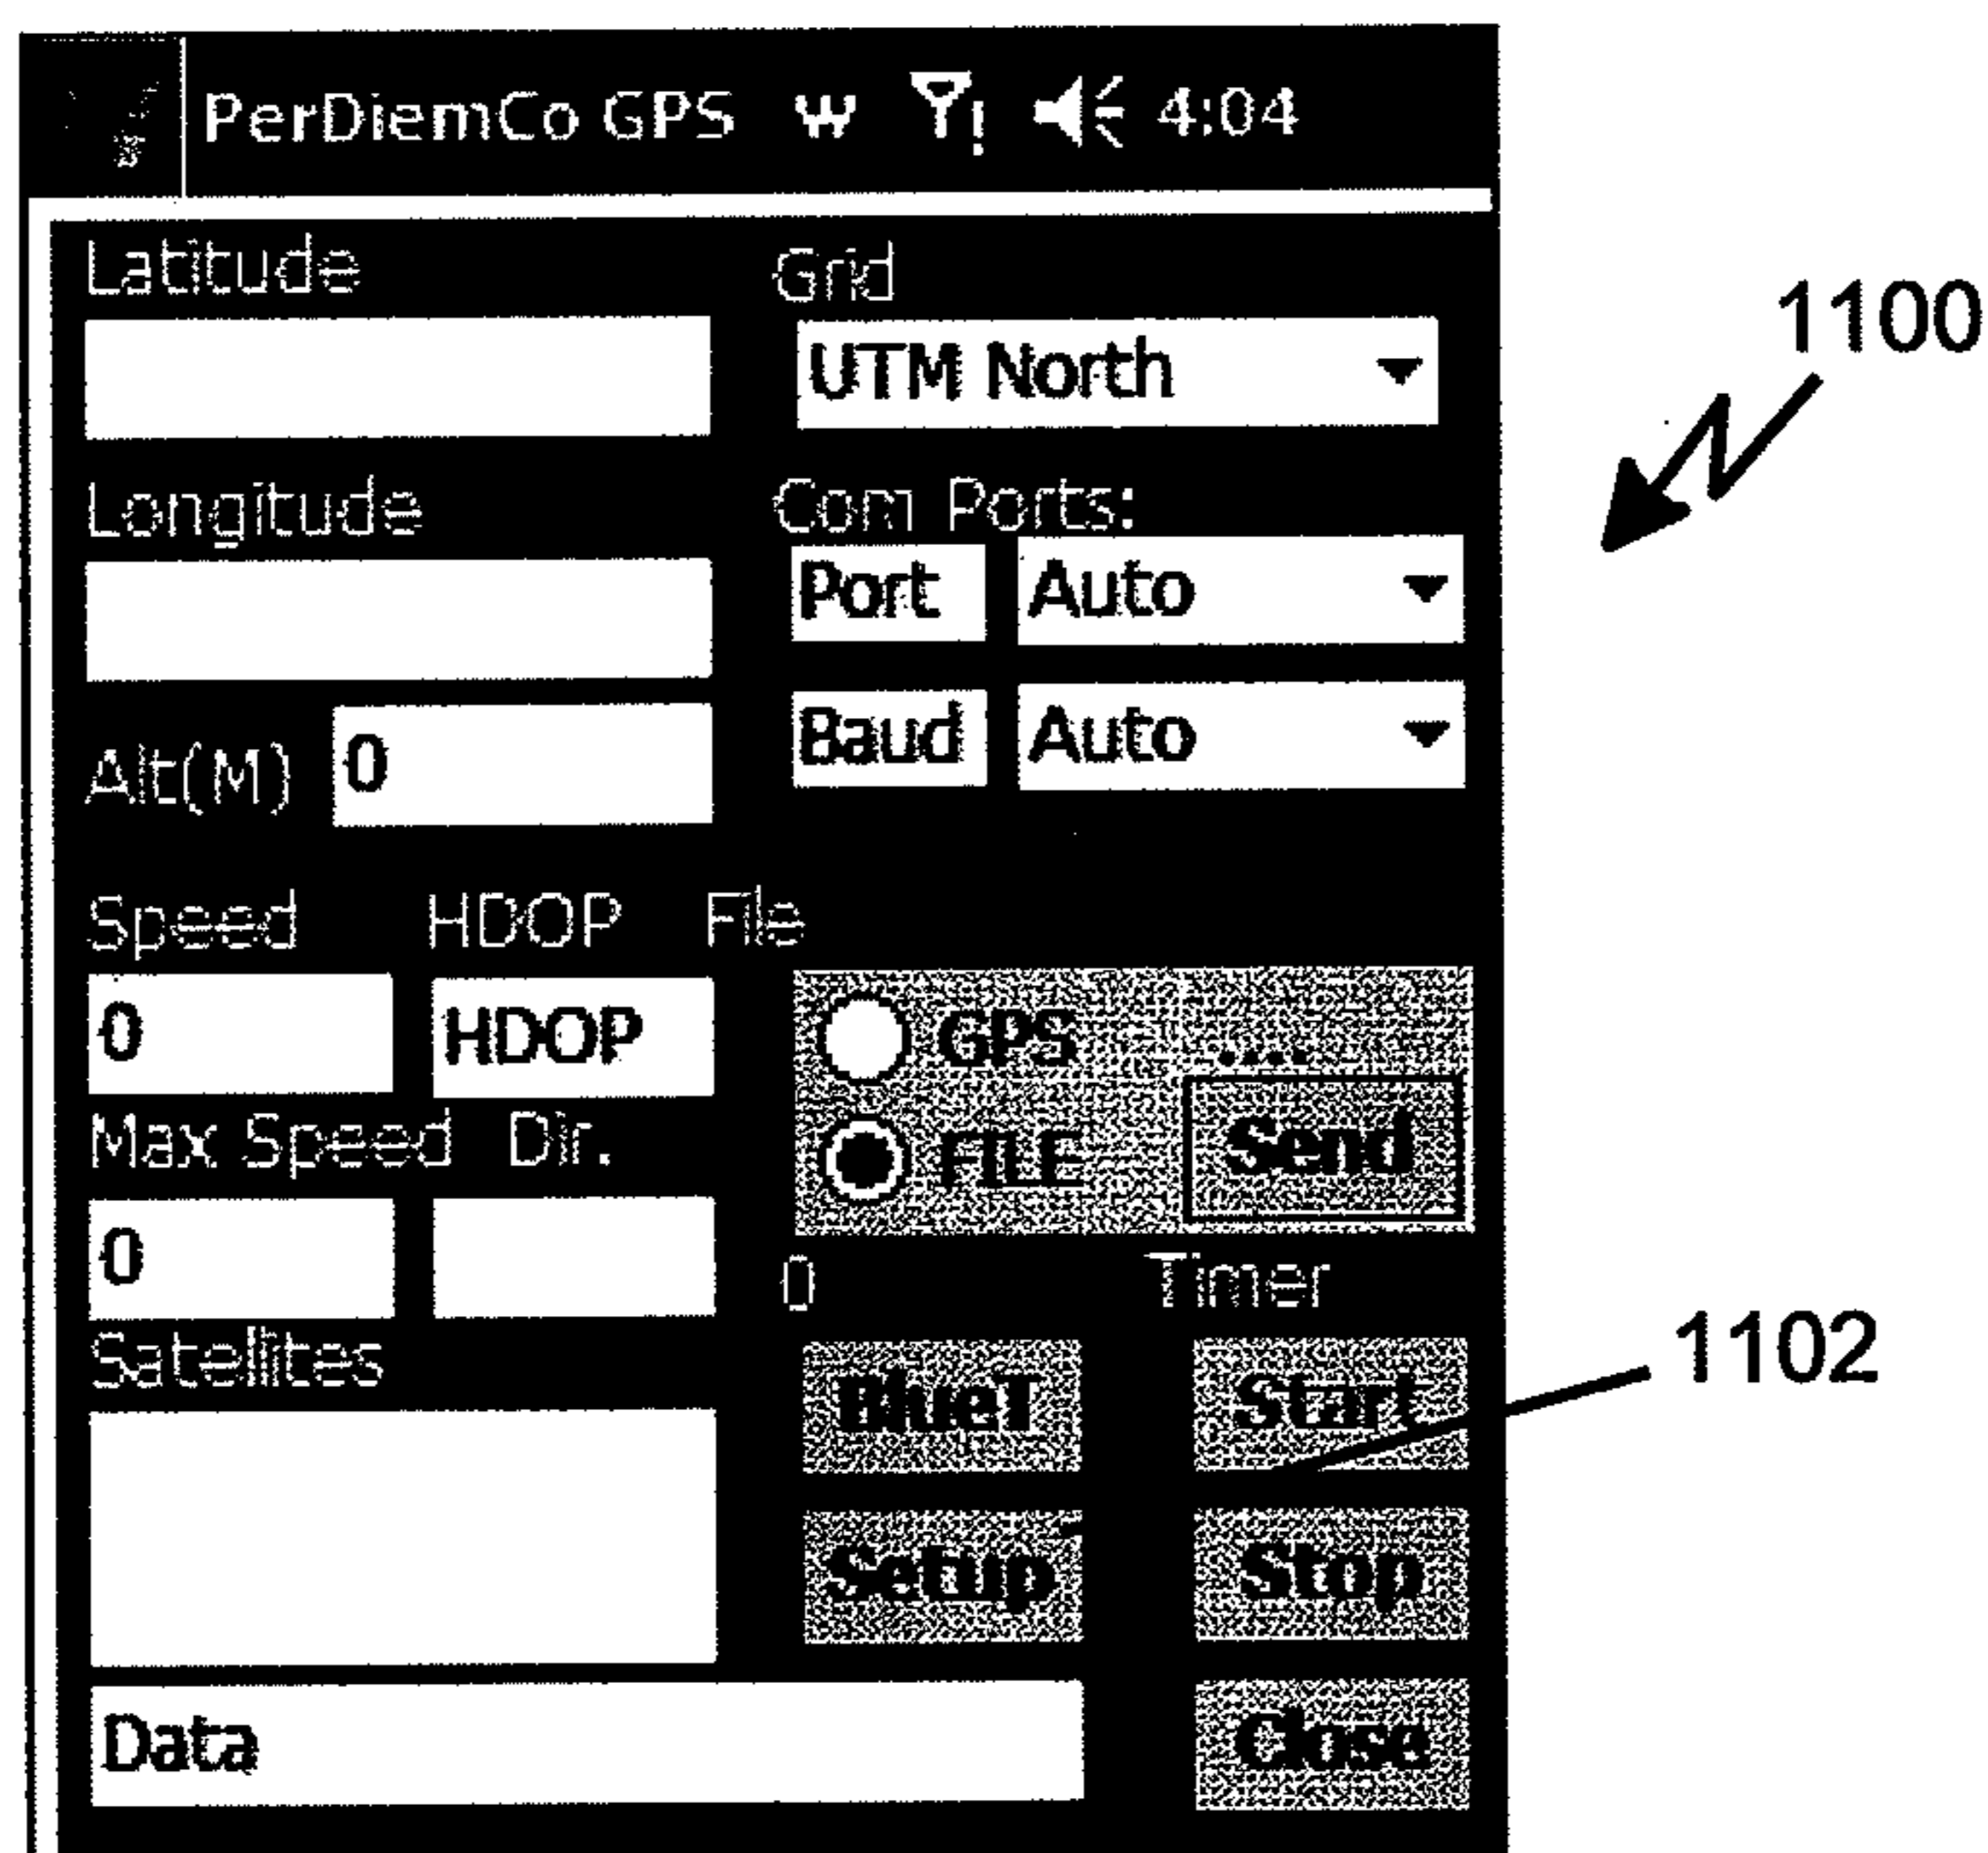 PerDiemCo GPS 4:04
Latitude Grid
UTM North
1100
Longitude Com Ports:
Port Auto
Baud Auto
Alt(M) 0
Speed HDOP File
0 HDOP GPS ....
Max Speed Dir. FILE Send
0 0 Timer
Satellites
1102
BlueT Start
Setup Stop
Data Close